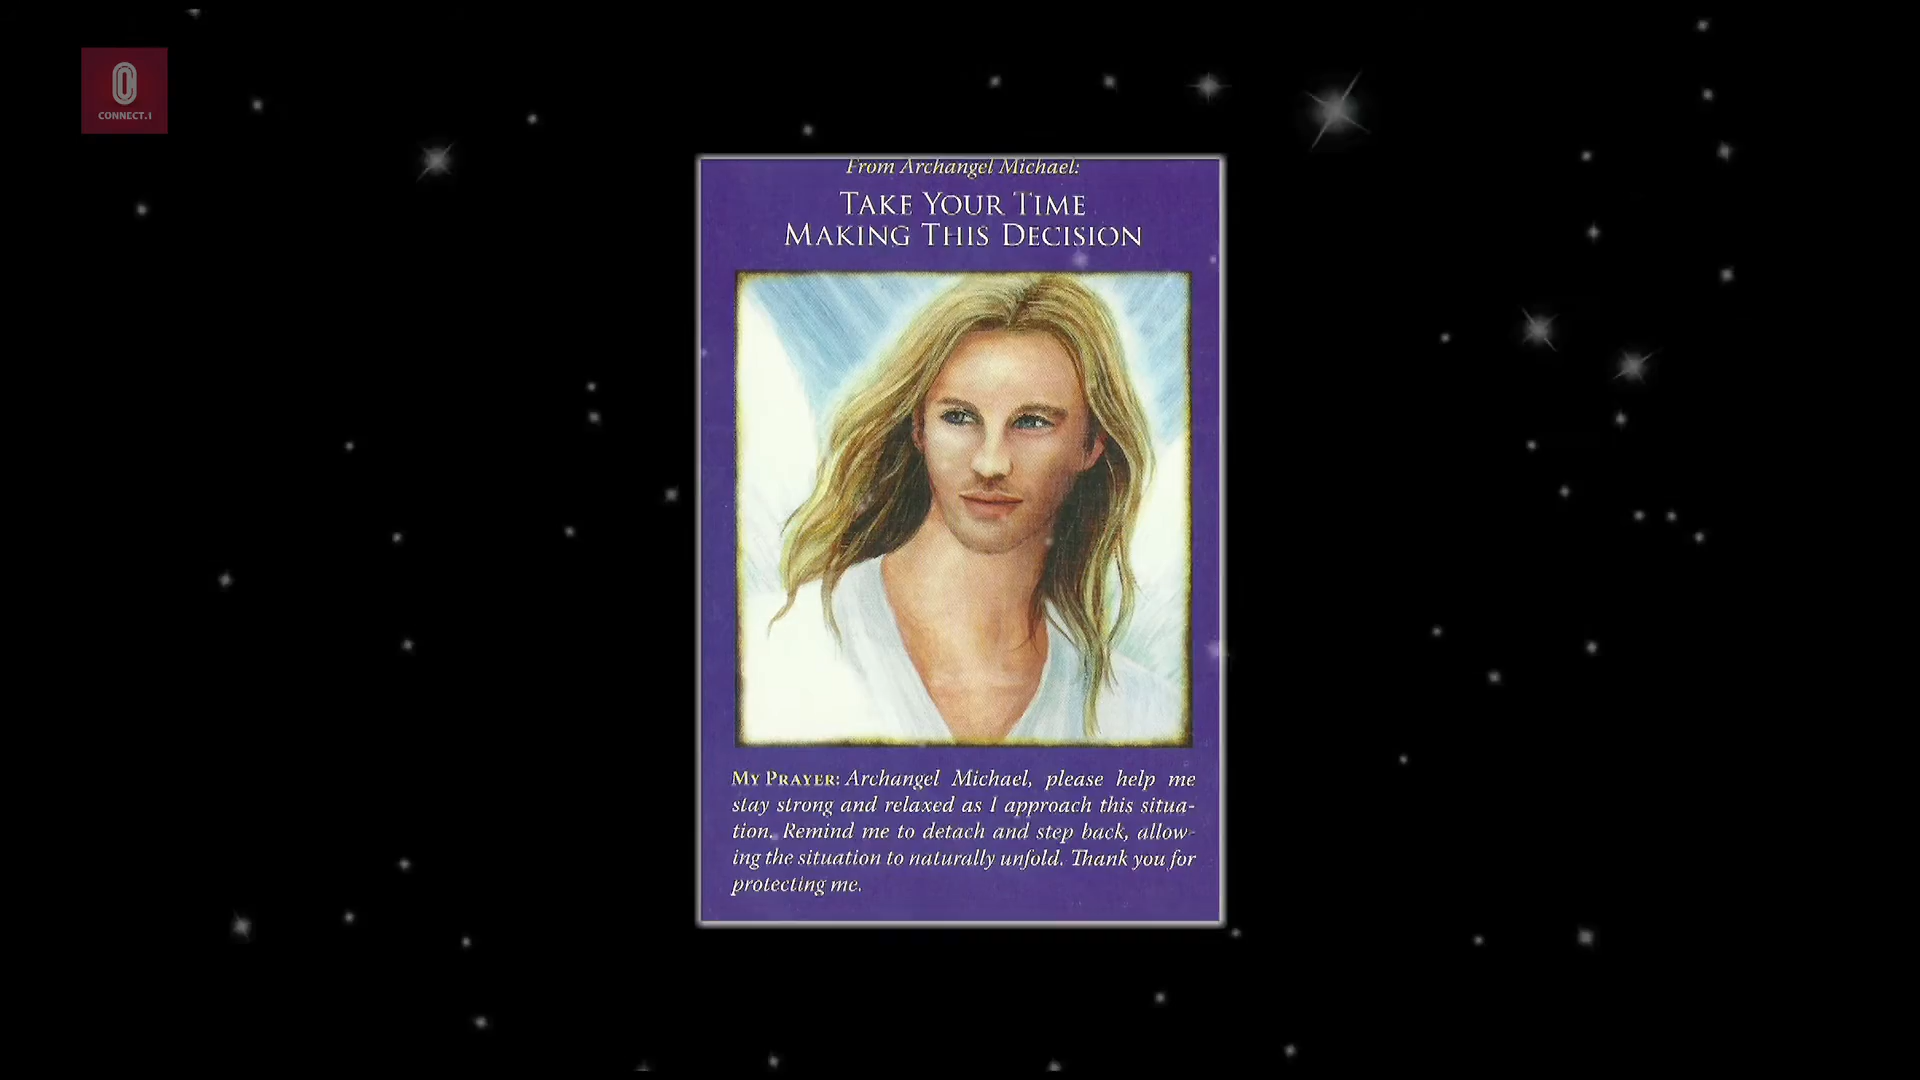 CONNECT.1
From Archangel Michael:
TAKE YOUR TIME
MAKING THIS DECISION
MY PRAYER: Archangel Michael, please help me
stay strong and relaxed as I approach this situa-
tion. Remind me to detach and step back, allow-
ing the situation to naturally unfold. Thank you for
protecting me.